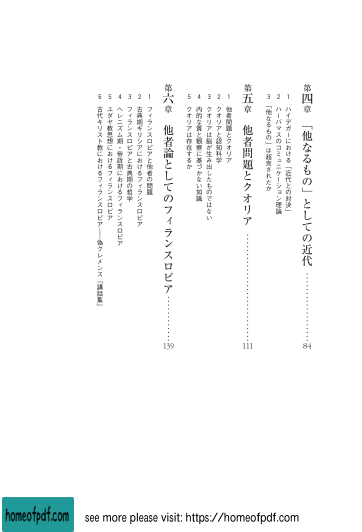 第四章　「他なるもの」としての近代……………84
1　ハイデガーにおける「近代との対決」
2　ハーバマスのコミュニケーション理論
3　「他なるもの」は超克されたか
第五章　他者問題とクオリア……………111
1　他者問題とクオリア
2　クオリアと認知科学
3　クオリアは脳が生み出したものではない
4　内的な質と観察に基づかない知識
5　クオリアは存在するか
第六章　他者論としてのフィランスロピア……………139
1　フィランスロピアと他者の問題
2　古典期ギリシアにおけるフィランスロピア
3　フィランスロピアと古典期の哲学
4　ヘレニズム期・帝政期におけるフィランスロピア
5　ユダヤ教思想におけるフィランスロピア
6　古代キリスト教におけるフィランスロピア――偽クレメンス『講話集』
homeofpdf.com
see more please visit: https://homeofpdf.com